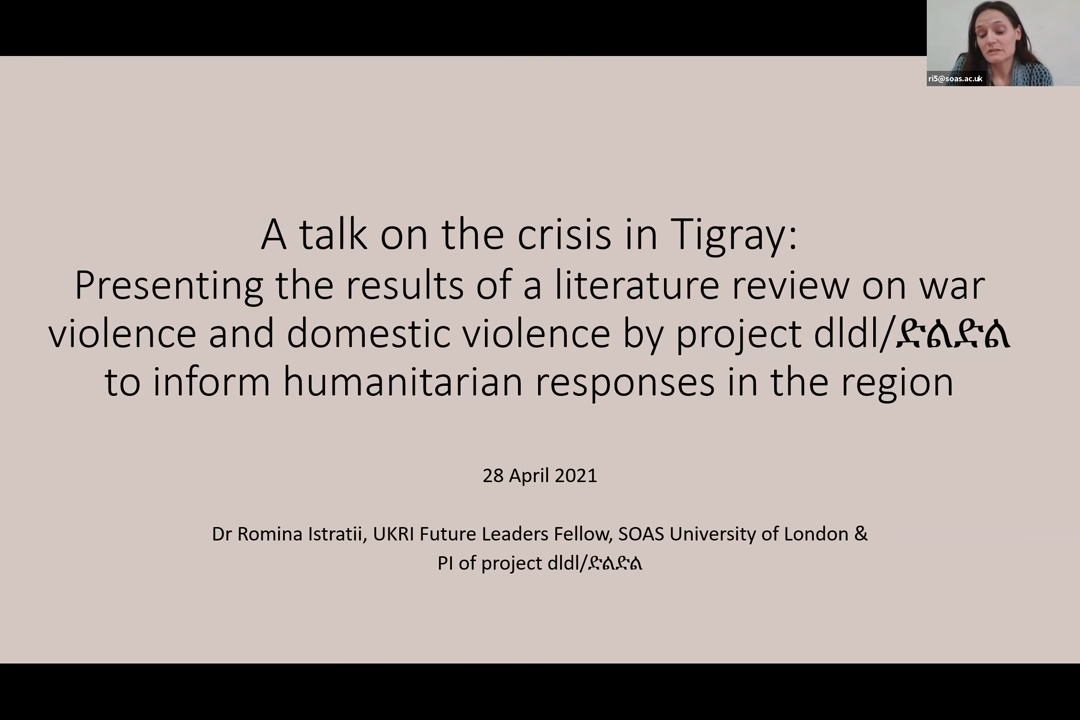 ri5@soas.ac.uk
A talk on the crisis in Tigray:
Presenting the results of a literature review on war
violence and domestic violence by project dldl/ድልድል
to inform humanitarian responses in the region
28 April 2021
Dr Romina Istratii, UKRI Future Leaders Fellow, SOAS University of London &
PI of project dldl/ድልድል